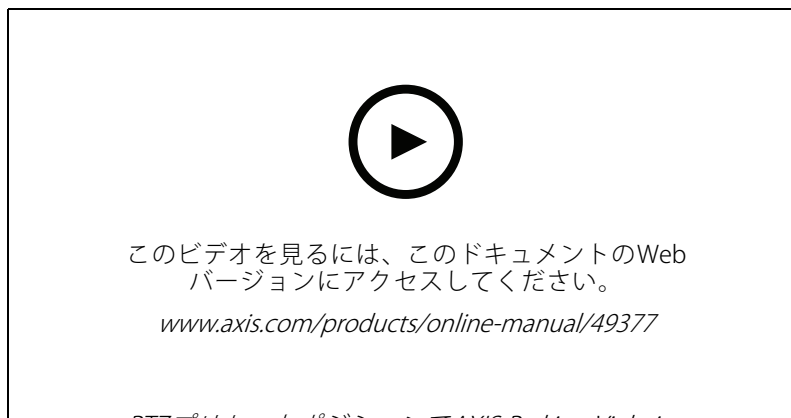 このビデオを見るには、このドキュメントのWeb
バージョンにアクセスしてください。
www.axis.com/products/online-manual/49377